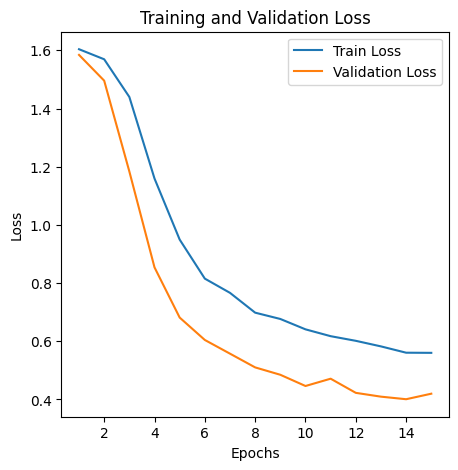 Training and Validation Loss
Train Loss
Validation Loss
1.6
1.4
1.2
1.0
0.8
0.6
0.4
Loss
2 4 6 8 10 12 14
Epochs